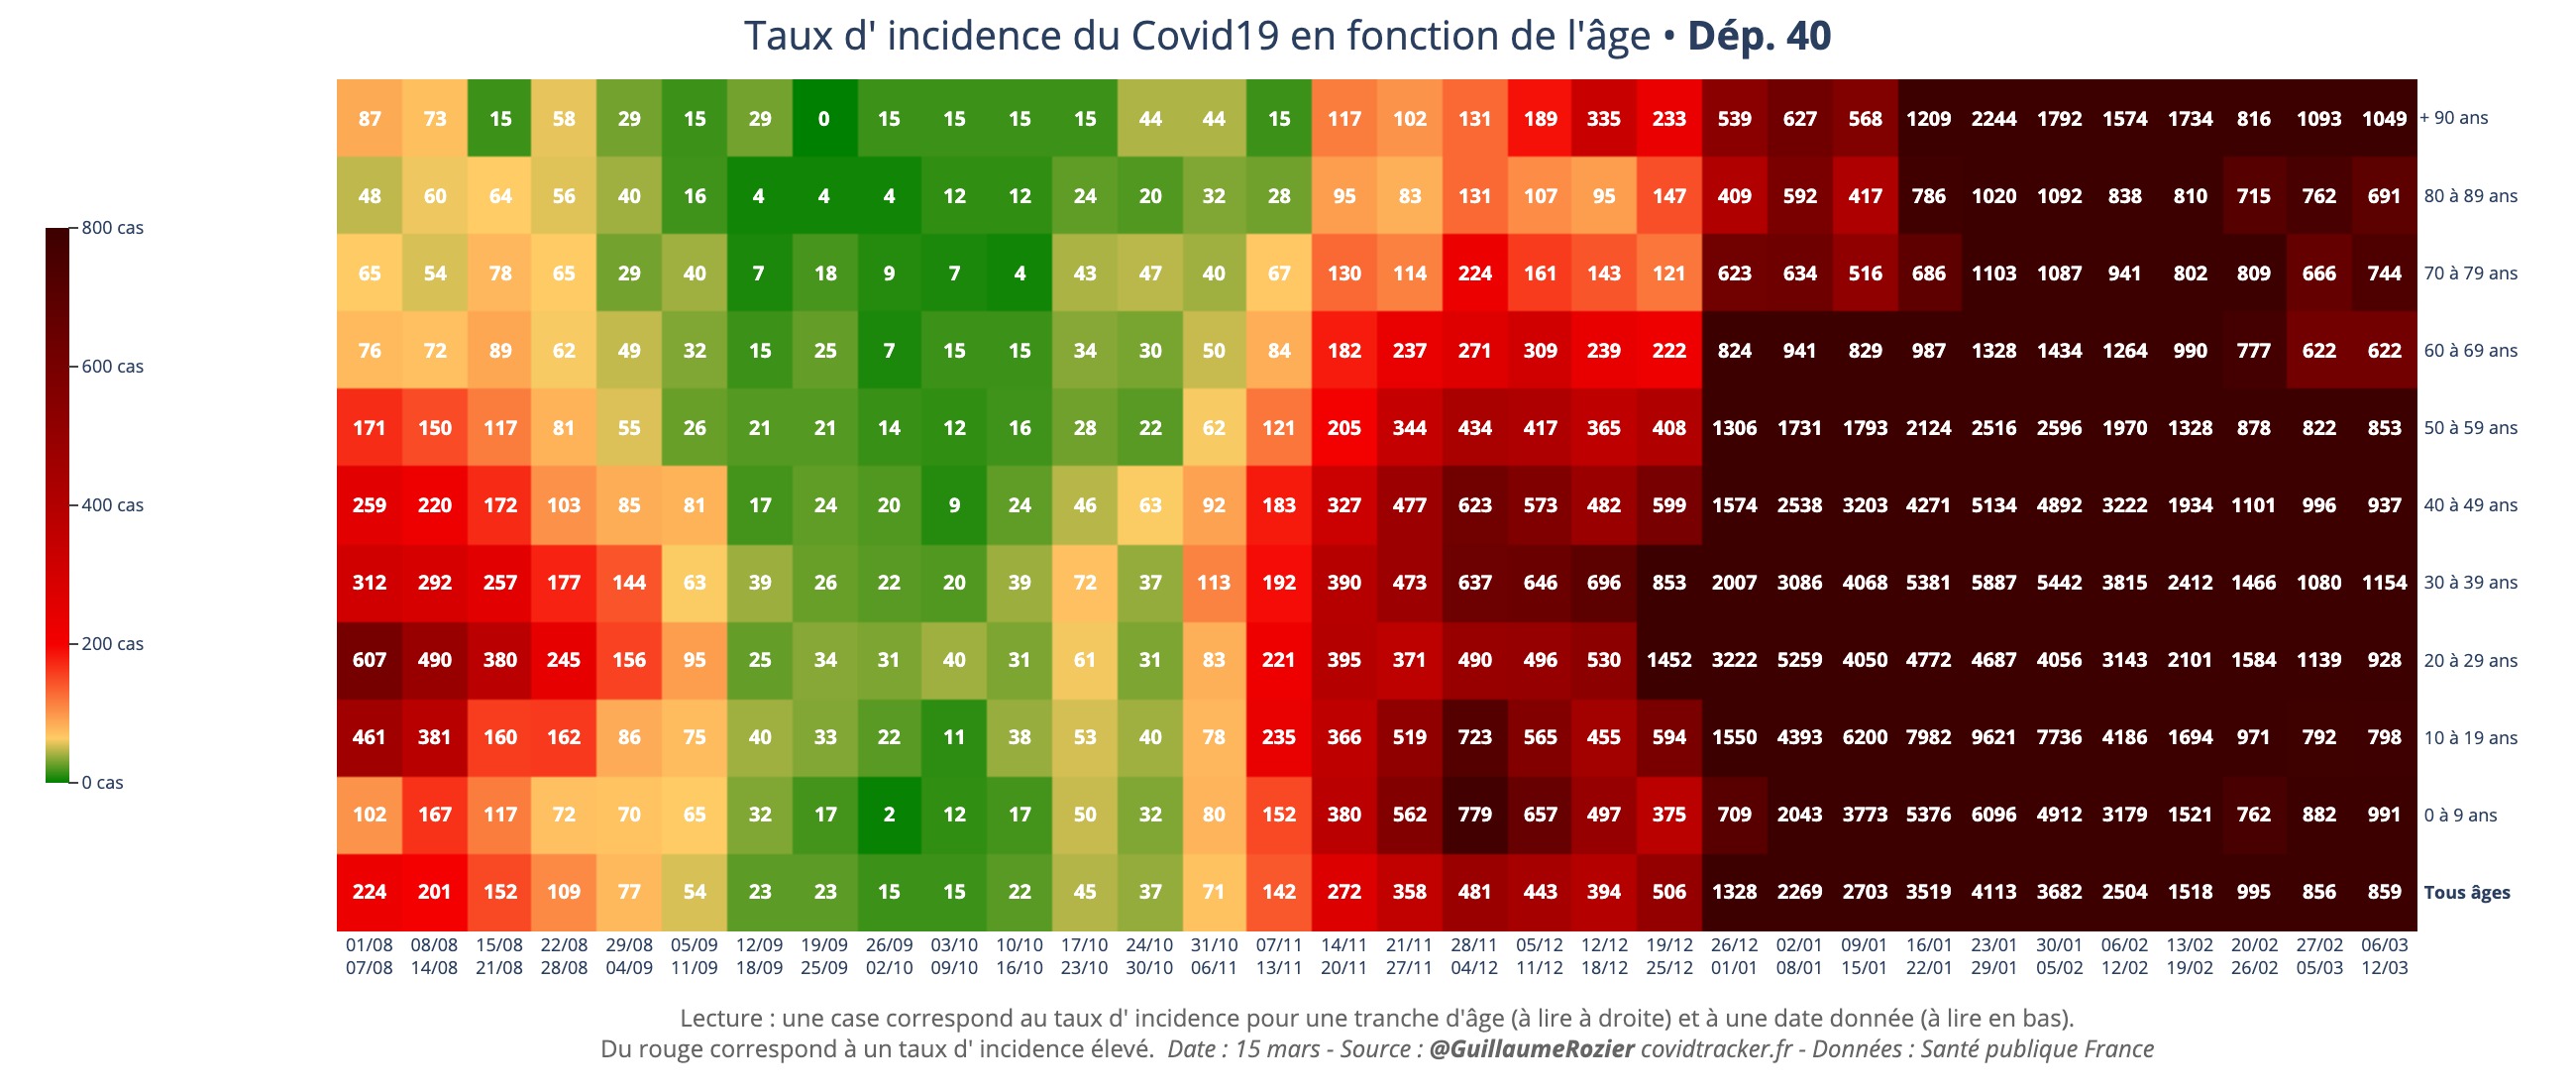 Taux d' incidence du Covid19 en fonction de l'âge • Dép. 40
87 73 15 58 29 15 29 0 15 15 15 15 44 44 15 117 102 131 189 335 233 539 627 568 1209 2244 1792 1574 1734 816 1093 1049 + 90 ans
48 60 64 56 40 16 4 4 4 12 12 24 20 32 28 95 83 131 107 95 147 409 592 417 786 1020 1092 838 810 715 762 691 80 à 89 ans
800 cas
65 54 78 65 29 40 7 18 9 7 4 43 47 40 67 130 114 224 161 143 121 623 634 516 686 1103 1087 941 802 809 666 744 70 à 79 ans
76 72 89 62 49 32 15 25 7 15 15 34 30 50 84 182 237 271 309 239 222 824 941 829 987 1328 1434 1264 990 777 622 622 60 à 69 ans
600 cas
171 150 117 81 55 26 21 21 14 12 16 28 22 62 121 205 344 434 417 365 408 1306 1731 1793 2124 2516 2596 1970 1328 878 822 853 50 à 59 ans
400 cas
259 220 172 103 85 81 17 24 20 9 24 46 63 92 183 327 477 623 573 482 599 1574 2538 3203 4271 5134 4892 3222 1934 1101 996 937 40 à 49 ans
312 292 257 177 144 63 39 26 22 20 39 72 37 113 192 390 473 637 646 696 853 2007 3086 4068 5381 5887 5442 3815 2412 1466 1080 1154 30 à 39 ans
200 cas
607 490 380 245 156 95 25 34 31 40 31 61 31 83 221 395 371 490 496 530 1452 3222 5259 4050 4772 4687 4056 3143 2101 1584 1139 928 20 à 29 ans
461 381 160 162 86 75 40 33 22 11 38 53 40 78 235 366 519 723 565 455 594 1550 4393 6200 7982 9621 7736 4186 1694 971 792 798 10 à 19 ans
0 cas
102 167 117 72 70 65 32 17 2 12 17 50 32 80 152 380 562 779 657 497 375 709 2043 3773 5376 6096 4912 3179 1521 762 882 991 0 à 9 ans
224 201 152 109 77 54 23 23 15 15 22 45 37 71 142 272 358 481 443 394 506 1328 2269 2703 3519 4113 3682 2504 1518 995 856 859 Tous âges
01/08 08/08 15/08 22/08 29/08 05/09 12/09 19/09 26/09 03/10 10/10 17/10 24/10 31/10 07/11 14/11 21/11 28/11 05/12 12/12 19/12 26/12 02/01 09/01 16/01 23/01 30/01 06/02 13/02 20/02 27/02 06/03
07/08 14/08 21/08 28/08 04/09 11/09 18/09 25/09 02/10 09/10 16/10 23/10 30/10 06/11 13/11 20/11 27/11 04/12 11/12 18/12 25/12 01/01 08/01 15/01 22/01 29/01 05/02 12/02 19/02 26/02 05/03 12/03
Lecture : une case correspond au taux d' incidence pour une tranche d'âge (à lire à droite) et à une date donnée (à lire en bas).
Du rouge correspond à un taux d' incidence élevé. Date : 15 mars - Source : @GuillaumeRozier covidtracker.fr - Données : Santé publique France